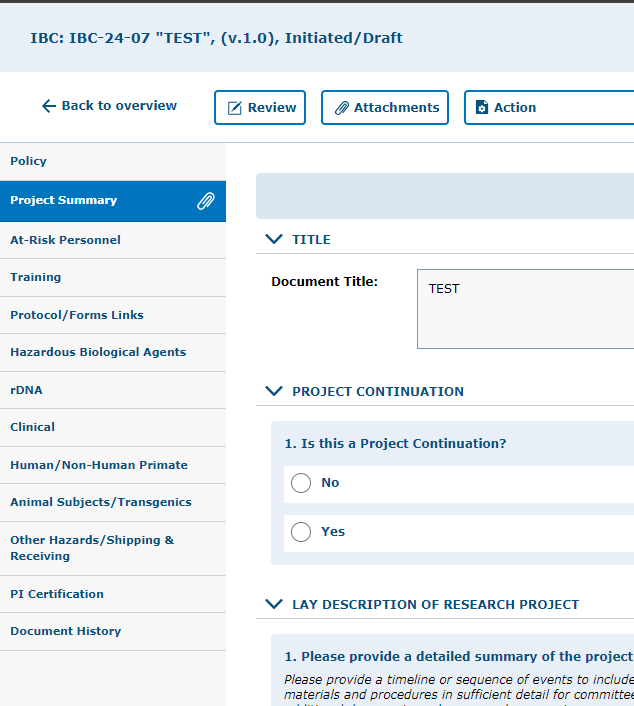 IBC: IBC-24-07 "TEST", (v.1.0), Initiated/Draft
Back to overview
Review
Attachments
Action
Policy
Project Summary
At-Risk Personnel
Training
Protocol/Forms Links
Hazardous Biological Agents
rDNA
Clinical
Human/Non-Human Primate
Animal Subjects/Transgenics
Other Hazards/Shipping &
Receiving
PI Certification
Document History
TITLE
Document Title:
TEST
PROJECT CONTINUATION
1. Is this a Project Continuation?
No
Yes
LAY DESCRIPTION OF RESEARCH PROJECT
1. Please provide a detailed summary of the project
Please provide a timeline or sequence of events to include
materials and procedures in sufficient detail for committee